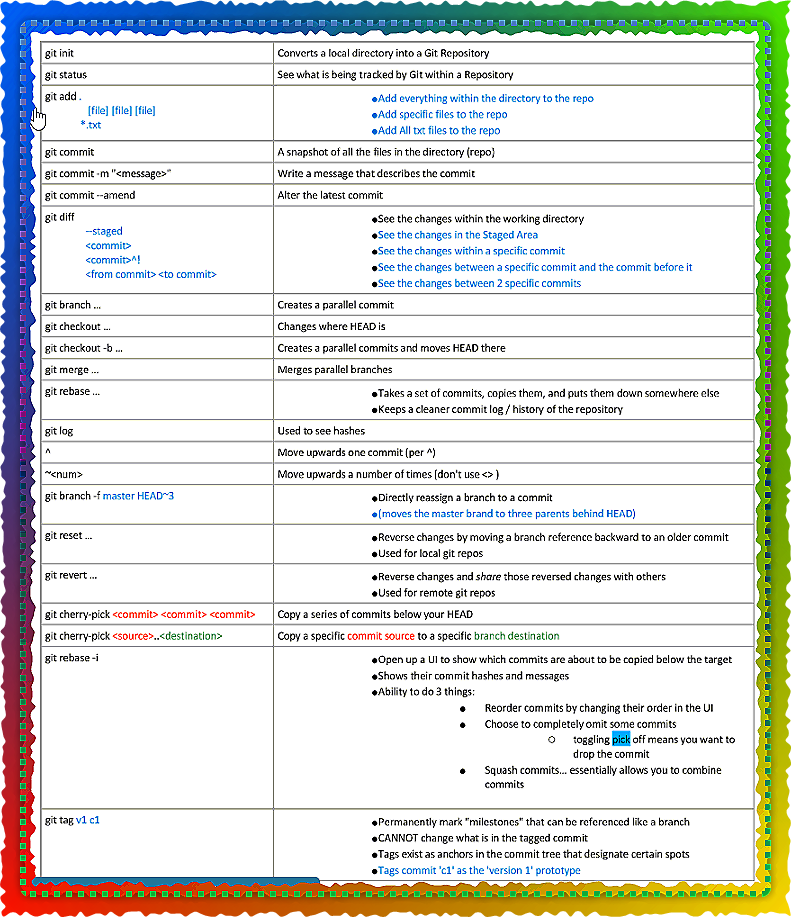 git init
Converts a local directory into a Git Repository
git status
See what is being tracked by Git within a Repository
git add .
[file] [file] [file]
*.txt
●Add everything within the directory to the repo
●Add specific files to the repo
●Add All txt files to the repo
git commit
A snapshot of all the files in the directory (repo)
git commit -m "<message>"
Write a message that describes the commit
git commit --amend
Alter the latest commit
git diff
--staged
<commit>
<commit>^!
<from commit> <to commit>
●See the changes within the working directory
●See the changes in the Staged Area
●See the changes within a specific commit
●See the changes between a specific commit and the commit before it
●See the changes between 2 specific commits
git branch ...
Creates a parallel commit
git checkout ...
Changes where HEAD is
git checkout -b ...
Creates a parallel commits and moves HEAD there
git merge ...
Merges parallel branches
git rebase ...
●Takes a set of commits, copies them, and puts them down somewhere else
●Keeps a cleaner commit log / history of the repository
git log
Used to see hashes
^
Move upwards one commit (per ^)
~<num>
Move upwards a number of times (don't use <> )
git branch -f master HEAD~3
●Directly reassign a branch to a commit
●(moves the master brand to three parents behind HEAD)
git reset ...
●Reverse changes by moving a branch reference backward to an older commit
●Used for local git repos
git revert ...
●Reverse changes and share those reversed changes with others
●Used for remote git repos
git cherry-pick <commit> <commit> <commit>
Copy a series of commits below your HEAD
git cherry-pick <source>..<destination>
Copy a specific commit source to a specific branch destination
git rebase -i
●Open up a UI to show which commits are about to be copied below the target
●Shows their commit hashes and messages
●Ability to do 3 things:
● Reorder commits by changing their order in the UI
● Choose to completely omit some commits
○ toggling pick off means you want to
drop the commit
● Squash commits... essentially allows you to combine
commits
git tag v1 c1
●Permanently mark "milestones" that can be referenced like a branch
●CANNOT change what is in the tagged commit
●Tags exist as anchors in the commit tree that designate certain spots
●Tags commit 'c1' as the 'version 1' prototype